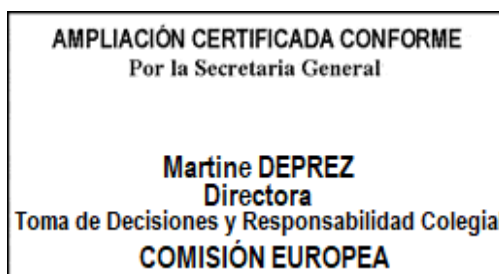 AMPLIACIÓN CERTIFICADA CONFORME
Por la Secretaria General
Martine DEPREZ
Directora
Toma de Decisiones y Responsabilidad Colegia
COMISIÓN EUROPEA